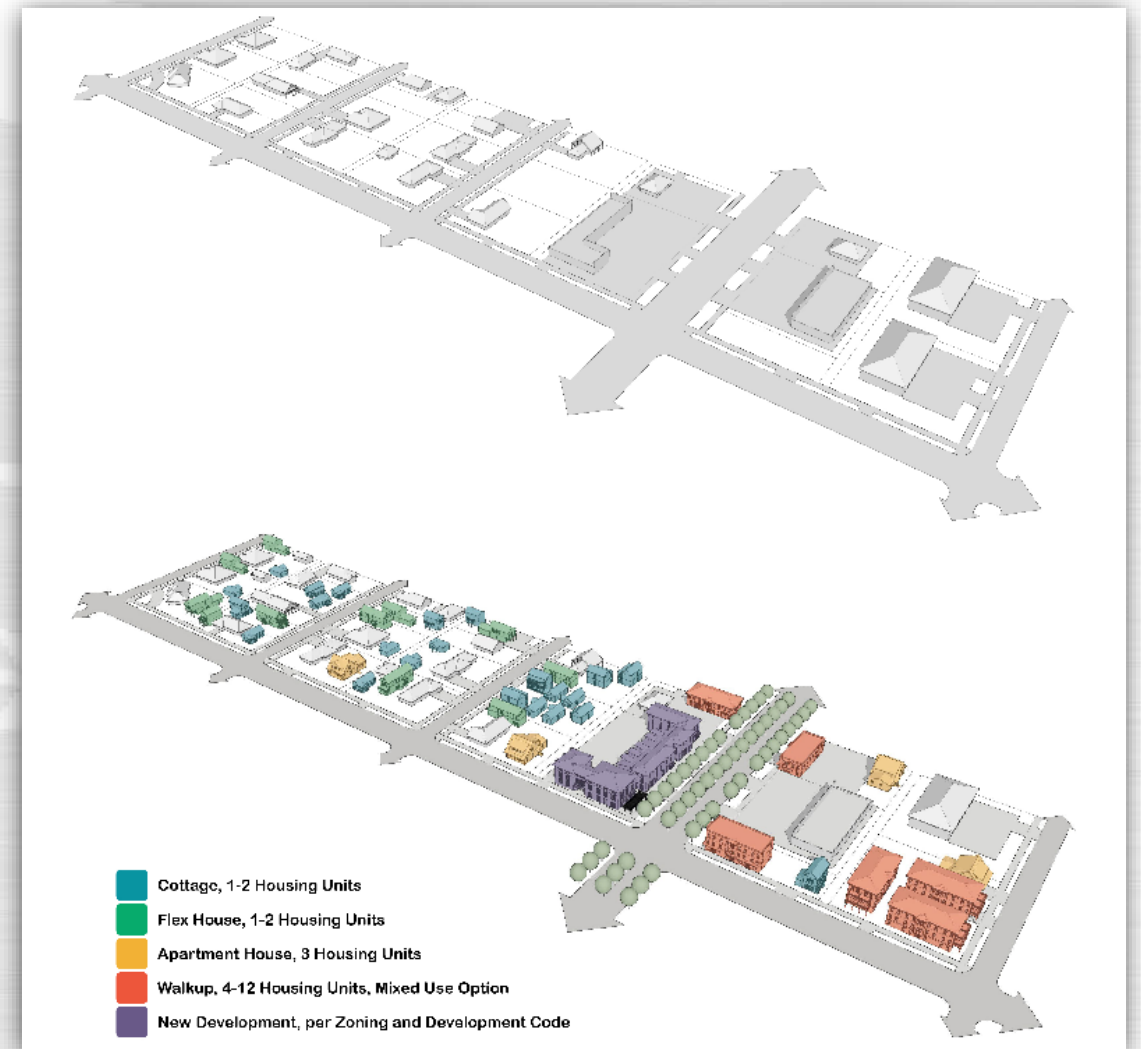 Cottage, 1-2 Housing Units
Flex House, 1-2 Housing Units
Apartment House, 3 Housing Units
Walkup, 4-12 Housing Units, Mixed Use Option
New Development, per Zoning and Development Code